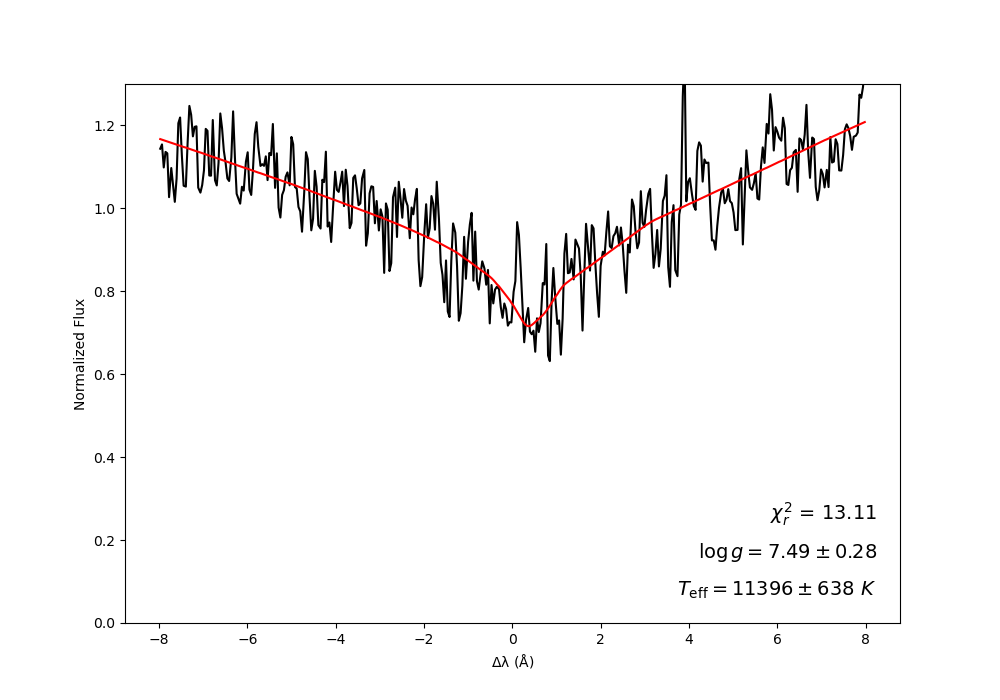 1.2
1.0
0.8
0.6
0.4
0.2
0.0
Normalized Flux
χ²ᵣ = 13.11
log g = 7.49 ± 0.28
T_eff = 11396 ± 638 K
−8 −6 −4 −2 0 2 4 6 8
Δλ (Å)